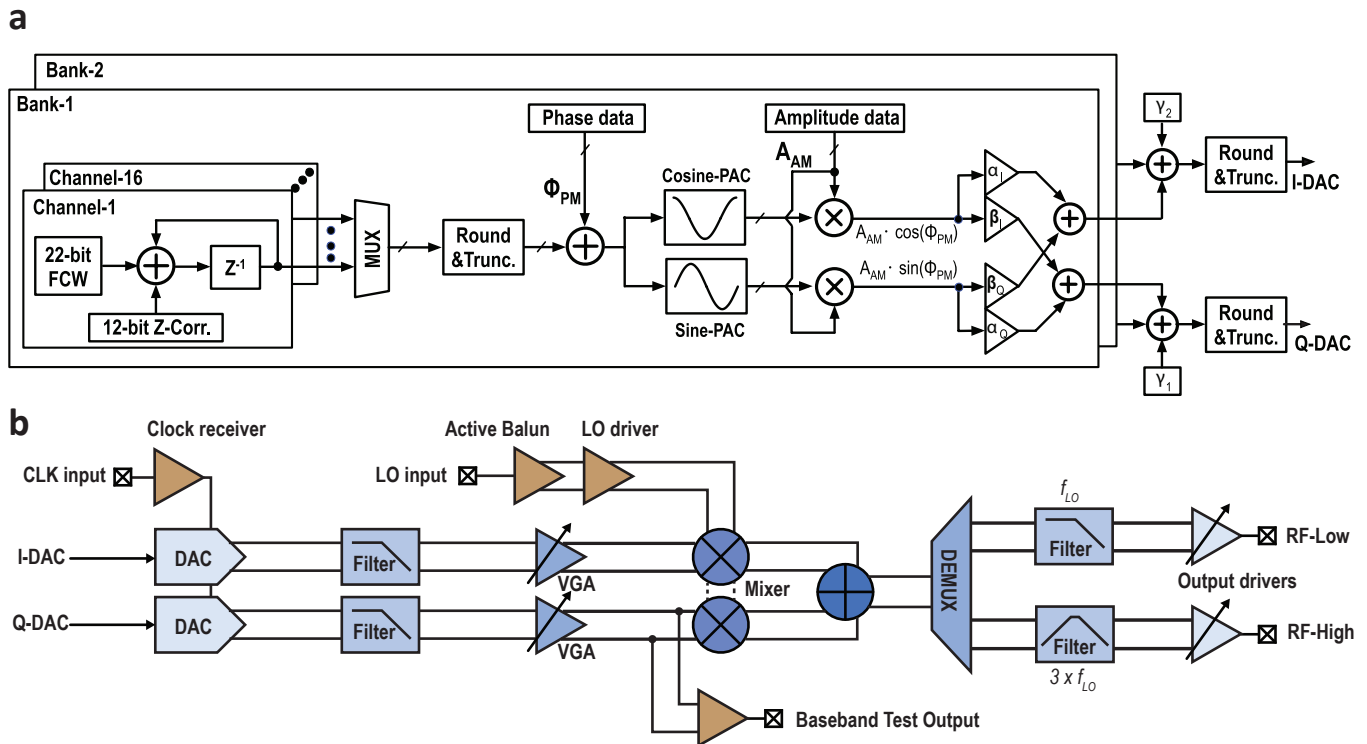 a
Bank-2
Bank-1
Phase data
Amplitude data
γ2
Channel-16
Channel-1
Φ_PM
A_AM
Cosine-PAC
α_I
β_I
Round
&Trunc.
I-DAC
22-bit
FCW
Z⁻¹
MUX
Round
&Trunc.
A_AM · cos(Φ_PM)
A_AM · sin(Φ_PM)
β_Q
α_Q
12-bit Z-Corr.
Sine-PAC
Round
&Trunc.
Q-DAC
γ1
b
Clock receiver
Active Balun
LO driver
CLK input
LO input
f_LO
I-DAC
DAC
Filter
VGA
Mixer
DEMUX
Filter
RF-Low
Output drivers
Q-DAC
DAC
Filter
VGA
Filter
RF-High
3 x f_LO
Baseband Test Output